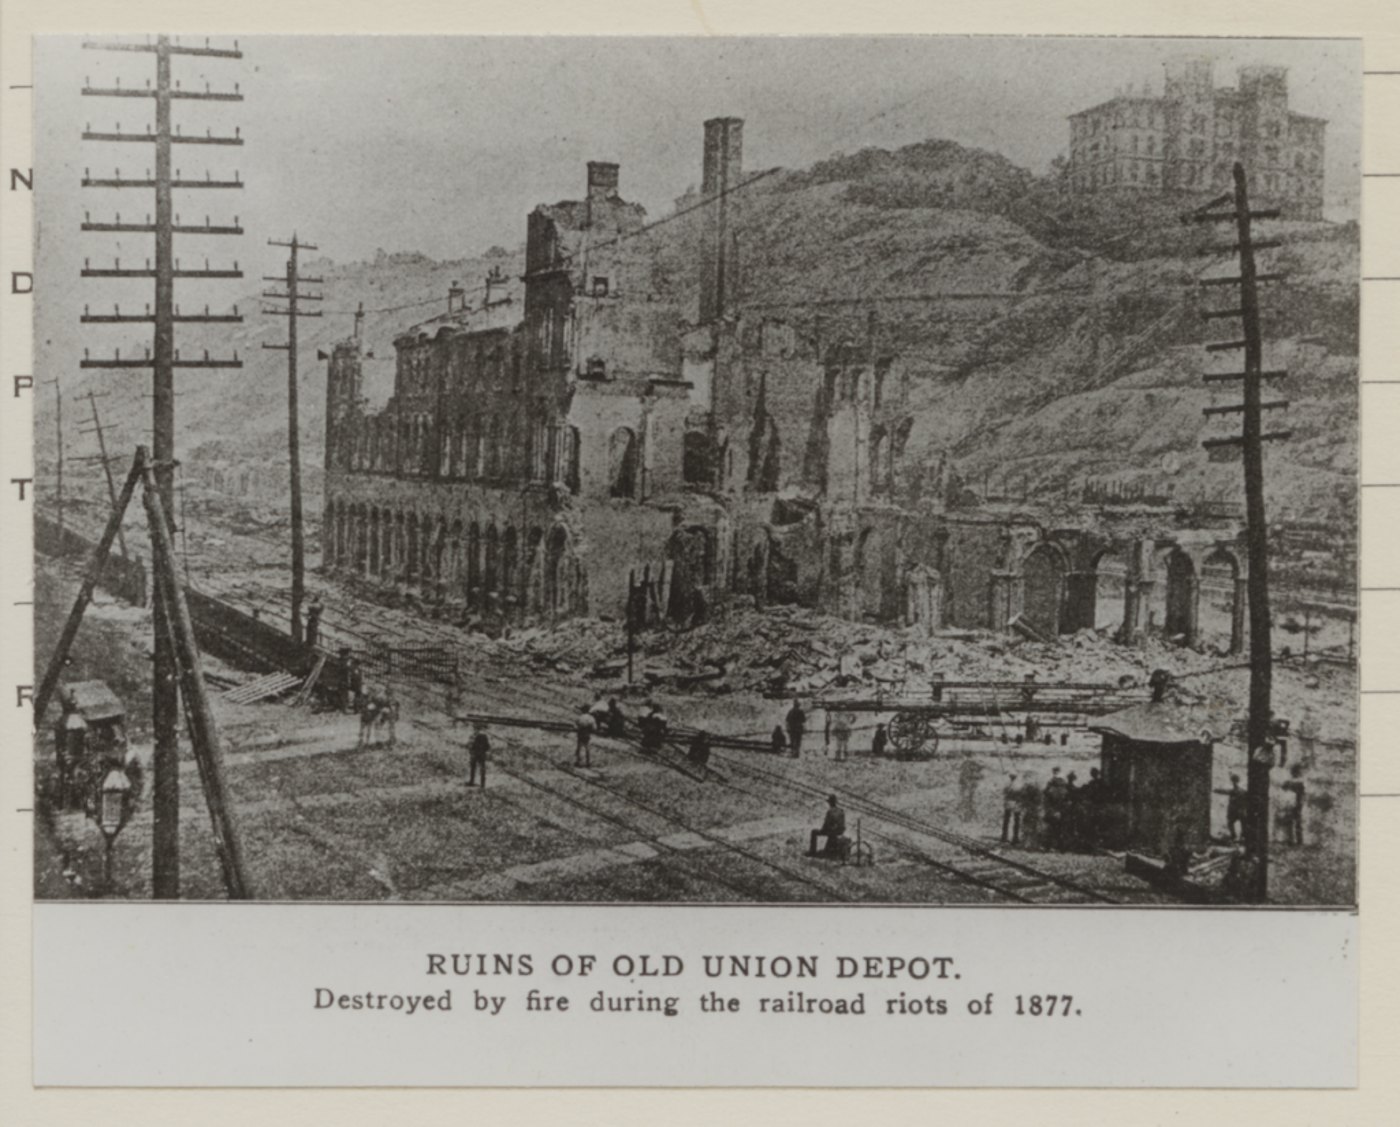 N
D
P
T
R
RUINS OF OLD UNION DEPOT.
Destroyed by fire during the railroad riots of 1877.